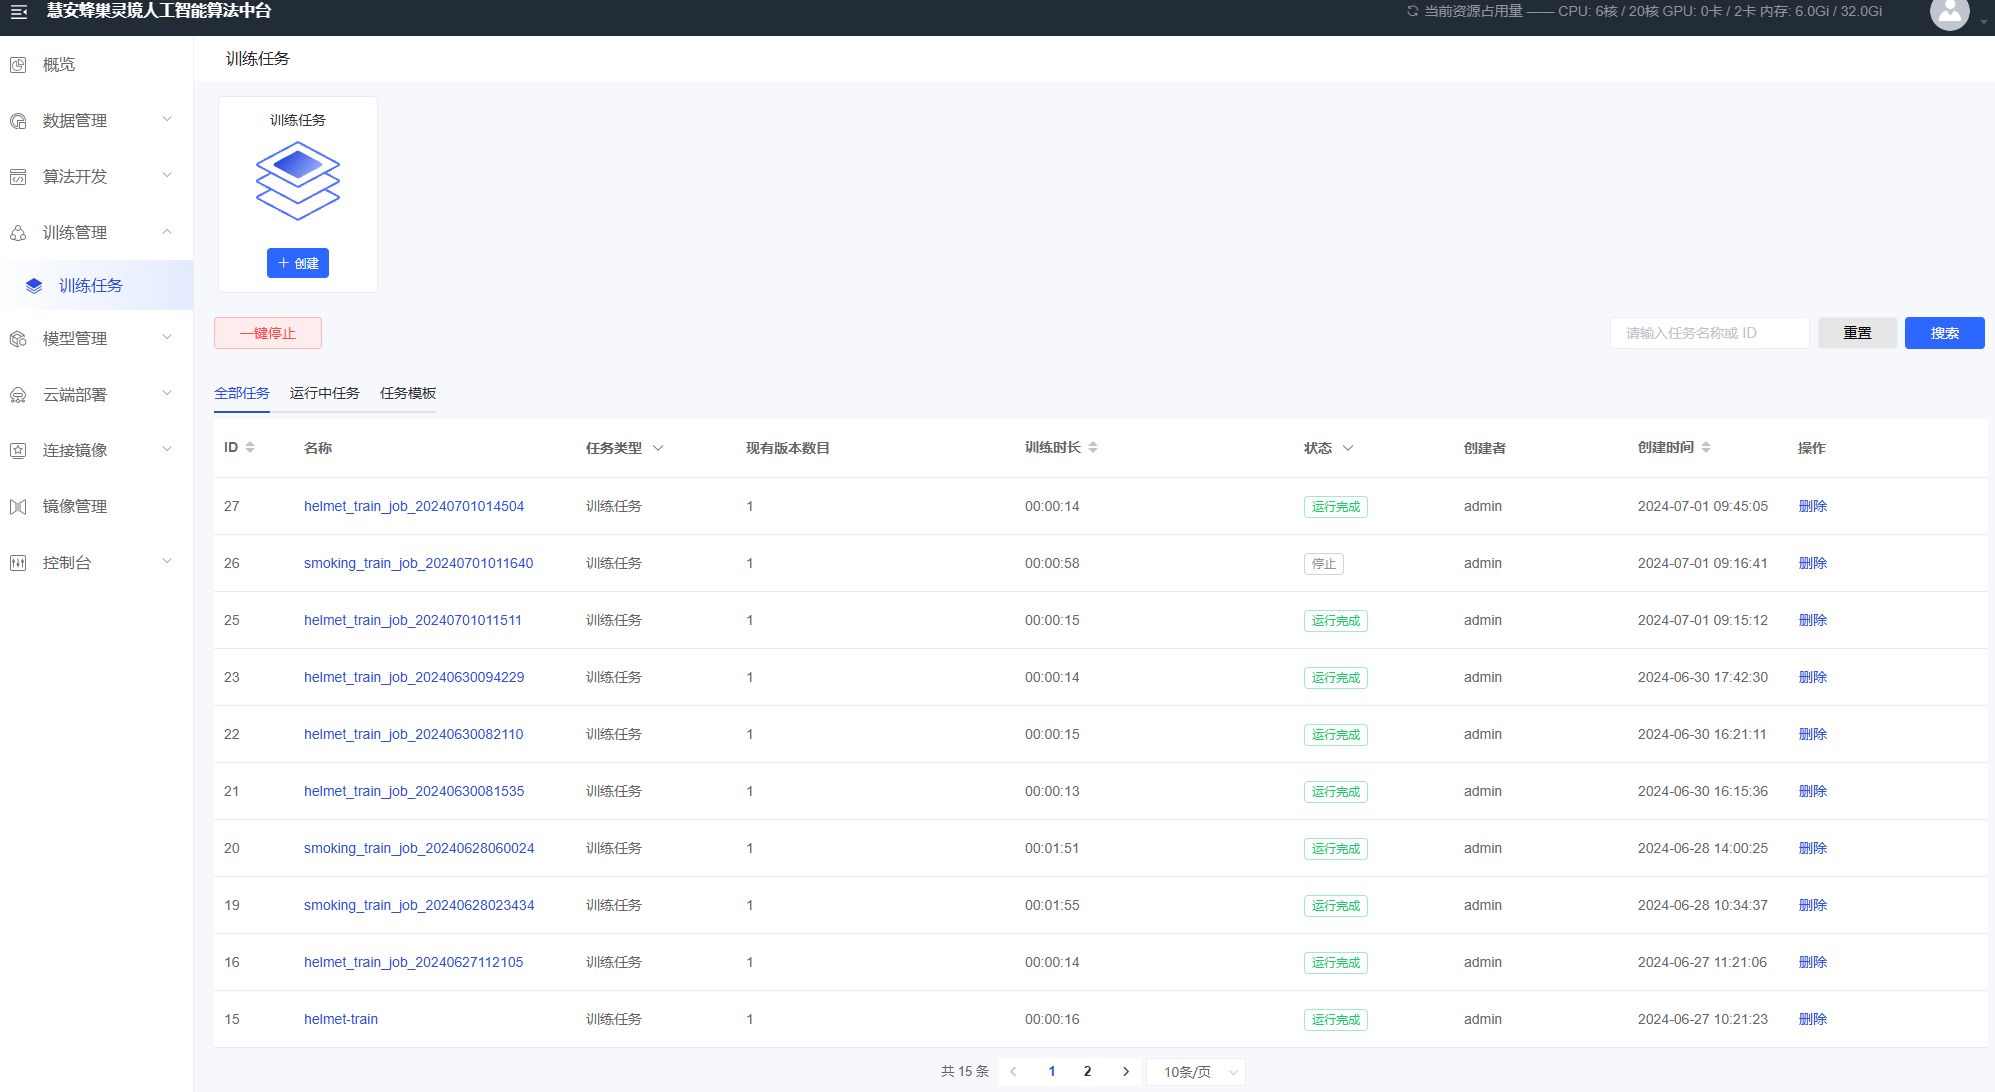 慧安蜂巢灵境人工智能算法中台
当前资源占用量 —— CPU: 6核 / 20核 GPU: 0卡 / 2卡 内存: 6.0Gi / 32.0Gi
概览
数据管理
算法开发
训练管理
训练任务
模型管理
云端部署
连接镜像
镜像管理
控制台
训练任务
训练任务
+ 创建
一键停止
请输入任务名称或 ID
重置
搜索
全部任务 运行中任务 任务模板
ID 名称 任务类型 现有版本数目 训练时长 状态 创建者 创建时间 操作
27 helmet_train_job_20240701014504 训练任务 1 00:00:14 运行完成 admin 2024-07-01 09:45:05 删除
26 smoking_train_job_20240701011640 训练任务 1 00:00:58 停止 admin 2024-07-01 09:16:41 删除
25 helmet_train_job_20240701011511 训练任务 1 00:00:15 运行完成 admin 2024-07-01 09:15:12 删除
23 helmet_train_job_20240630094229 训练任务 1 00:00:14 运行完成 admin 2024-06-30 17:42:30 删除
22 helmet_train_job_20240630082110 训练任务 1 00:00:15 运行完成 admin 2024-06-30 16:21:11 删除
21 helmet_train_job_20240630081535 训练任务 1 00:00:13 运行完成 admin 2024-06-30 16:15:36 删除
20 smoking_train_job_20240628060024 训练任务 1 00:01:51 运行完成 admin 2024-06-28 14:00:25 删除
19 smoking_train_job_20240628023434 训练任务 1 00:01:55 运行完成 admin 2024-06-28 10:34:37 删除
16 helmet_train_job_20240627112105 训练任务 1 00:00:14 运行完成 admin 2024-06-27 11:21:06 删除
15 helmet-train 训练任务 1 00:00:16 运行完成 admin 2024-06-27 10:21:23 删除
共 15 条 1 2 10条/页